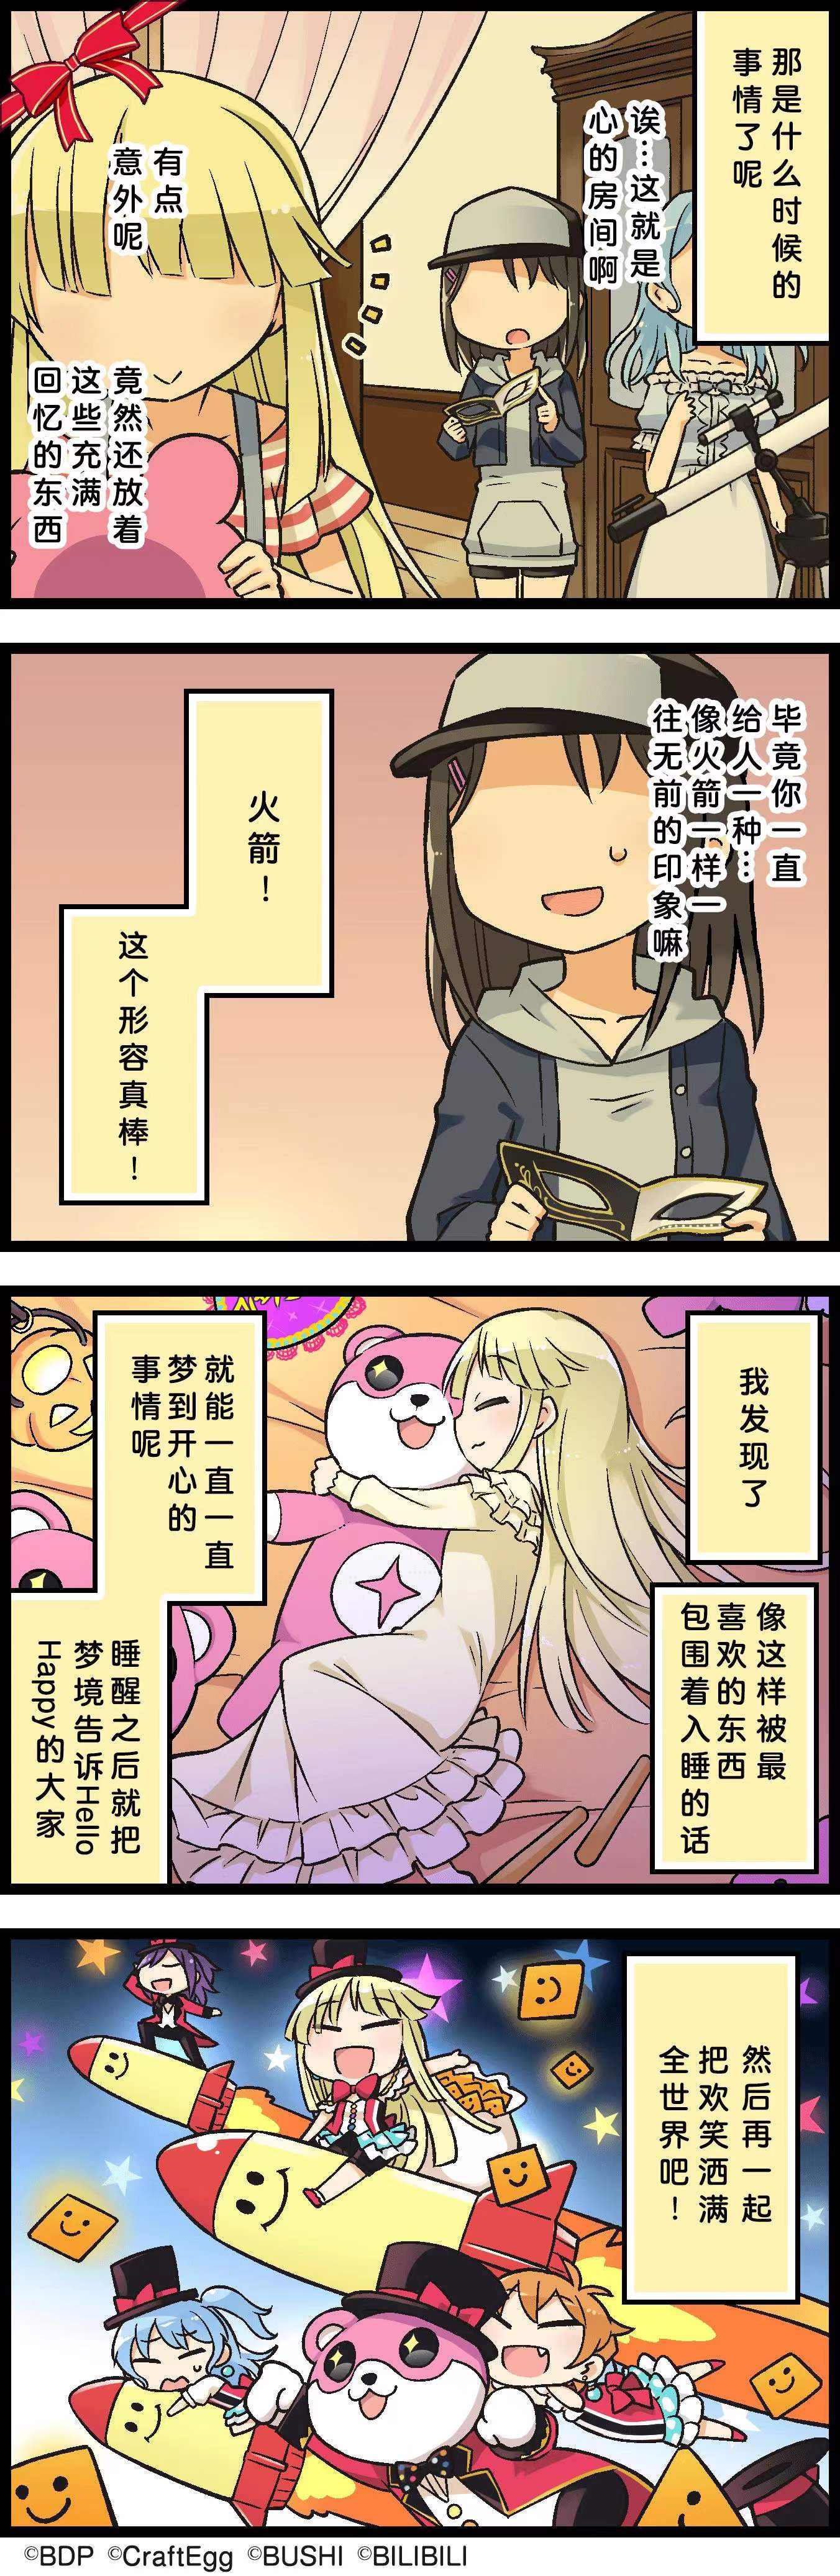 那是什么时候的
事情了呢
诶…这就是
心的房间啊
有点
意外呢
竟然还放着
这些充满
回忆的东西
毕竟你一直
给人一种…
像火箭一样一
往无前的印象嘛
火箭！
这个形容真棒！
我发现了
像这样被最
喜欢的东西
包围着入睡的话
就能一直一直
梦到开心的
事情呢
睡醒之后就把
梦境告诉Hello
Happy的大家
然后再一起
把欢笑洒满
全世界吧！
©BDP ©CraftEgg ©BUSHI ©BILIBILI